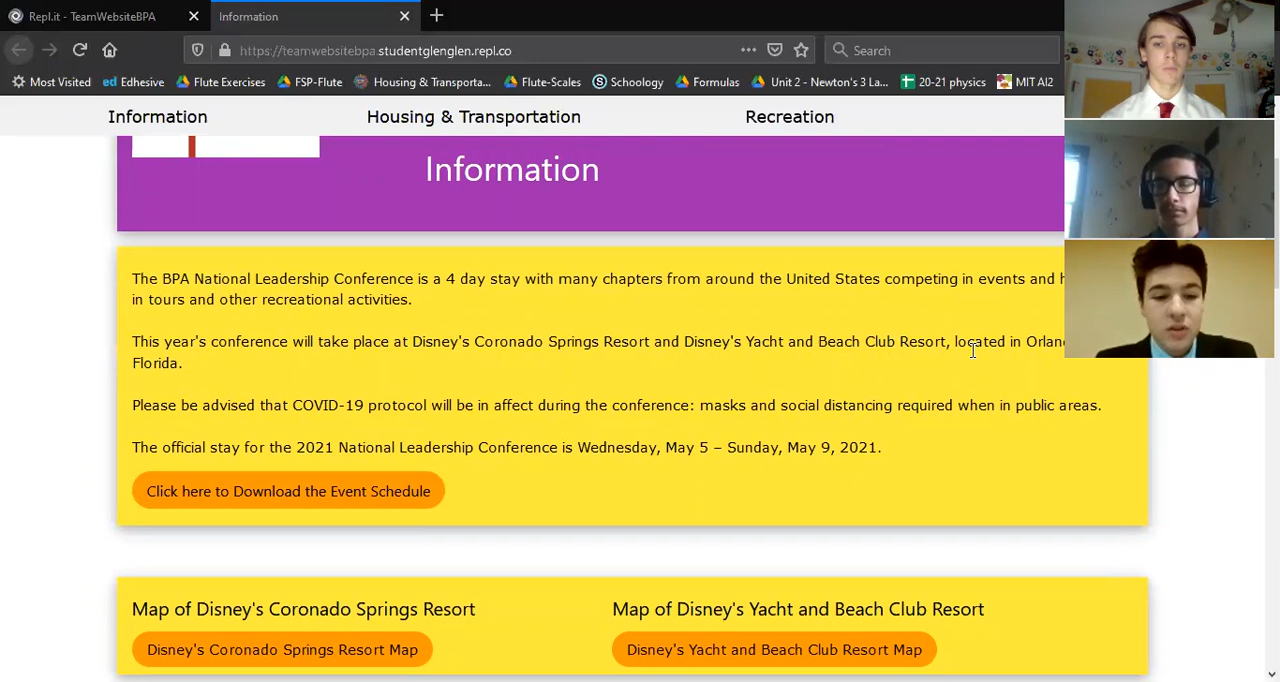 Repl.it - TeamWebsiteBPA
Information
https://teamwebsitebpa.studentglenglen.repl.co
Search
Most Visited
ed Edhesive
Flute Exercises
FSP-Flute
Housing & Transporta...
Flute-Scales
Schoology
Formulas
Unit 2 - Newton's 3 La...
20-21 physics
MIT AI2
Information
Housing & Transportation
Recreation
Information
The BPA National Leadership Conference is a 4 day stay with many chapters from around the United States competing in events and
in tours and other recreational activities.
This year's conference will take place at Disney's Coronado Springs Resort and Disney's Yacht and Beach Club Resort, located in
Florida.
Please be advised that COVID-19 protocol will be in affect during the conference: masks and social distancing required when in public areas.
The official stay for the 2021 National Leadership Conference is Wednesday, May 5 – Sunday, May 9, 2021.
Click here to Download the Event Schedule
Map of Disney's Coronado Springs Resort
Map of Disney's Yacht and Beach Club Resort
Disney's Coronado Springs Resort Map
Disney's Yacht and Beach Club Resort Map